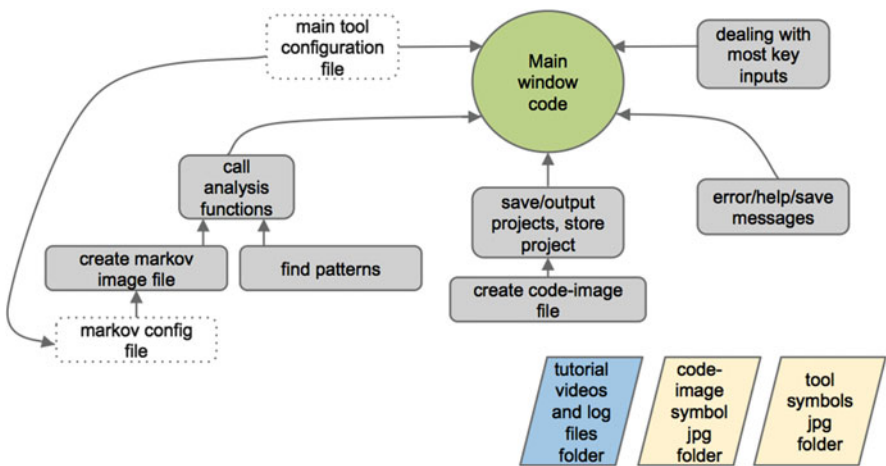 main tool
configuration
file
Main
window
code
dealing with
most key
inputs
call
analysis
functions
save/output
projects, store
project
error/help/save
messages
create markov
image file
find patterns
create code-image
file
markov config
file
tutorial
videos
and log
files
folder
code-
image
symbol
jpg
folder
tool
symbols
jpg
folder